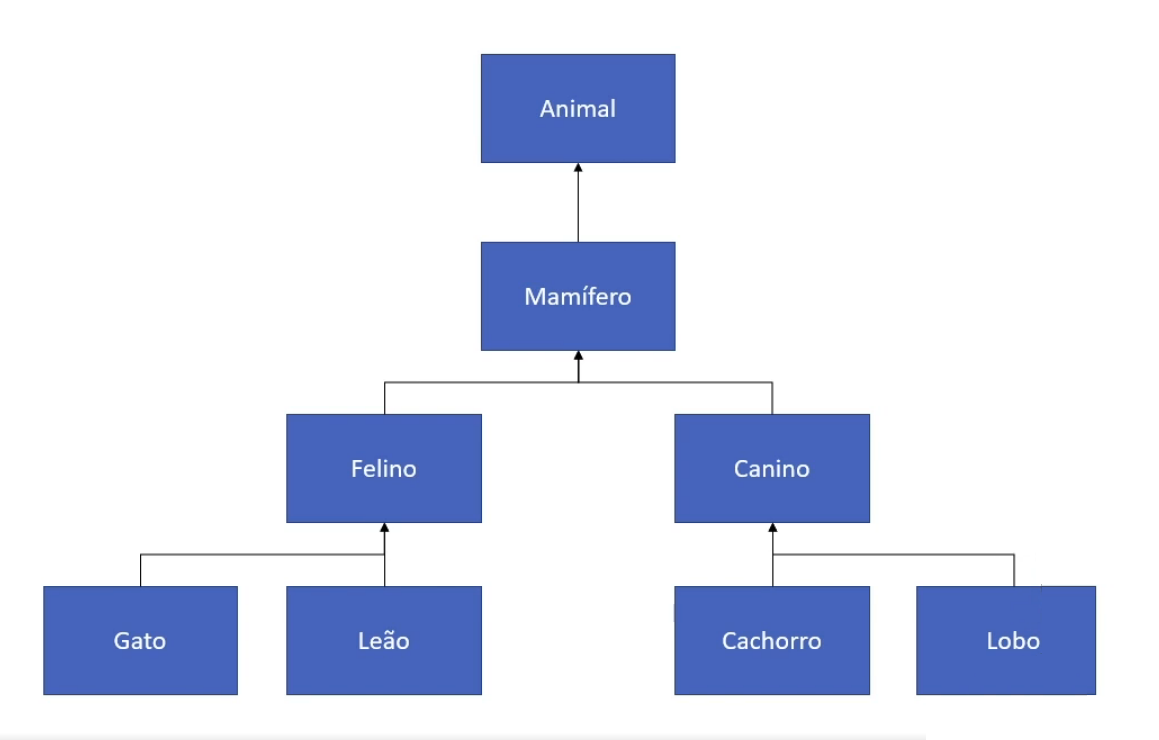 Animal
Mamífero
Felino
Canino
Gato
Leão
Cachorro
Lobo